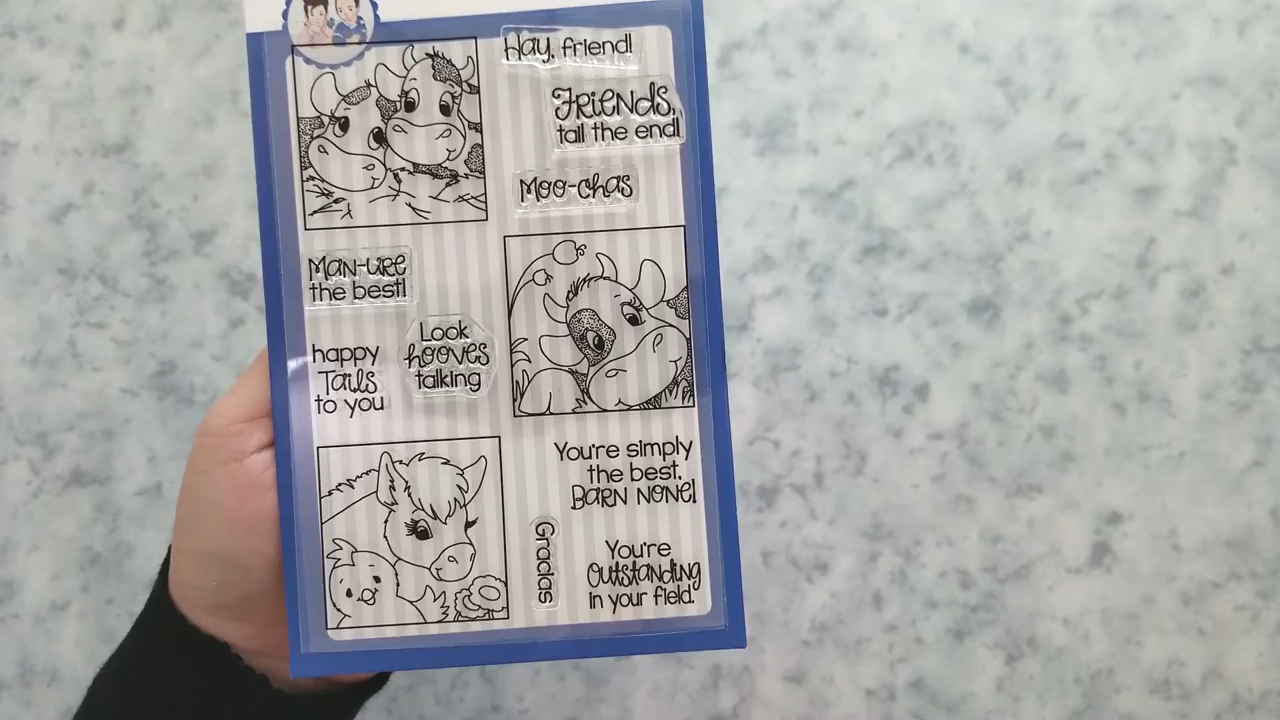 Hay, friend!
Friends,
tail the end!
Moo-chas
Man-ure
the best!
Look
hooves
talking
happy
Tails
to you
You're simply
the best,
Barn none!
Gracias
You're
Outstanding
in your field.